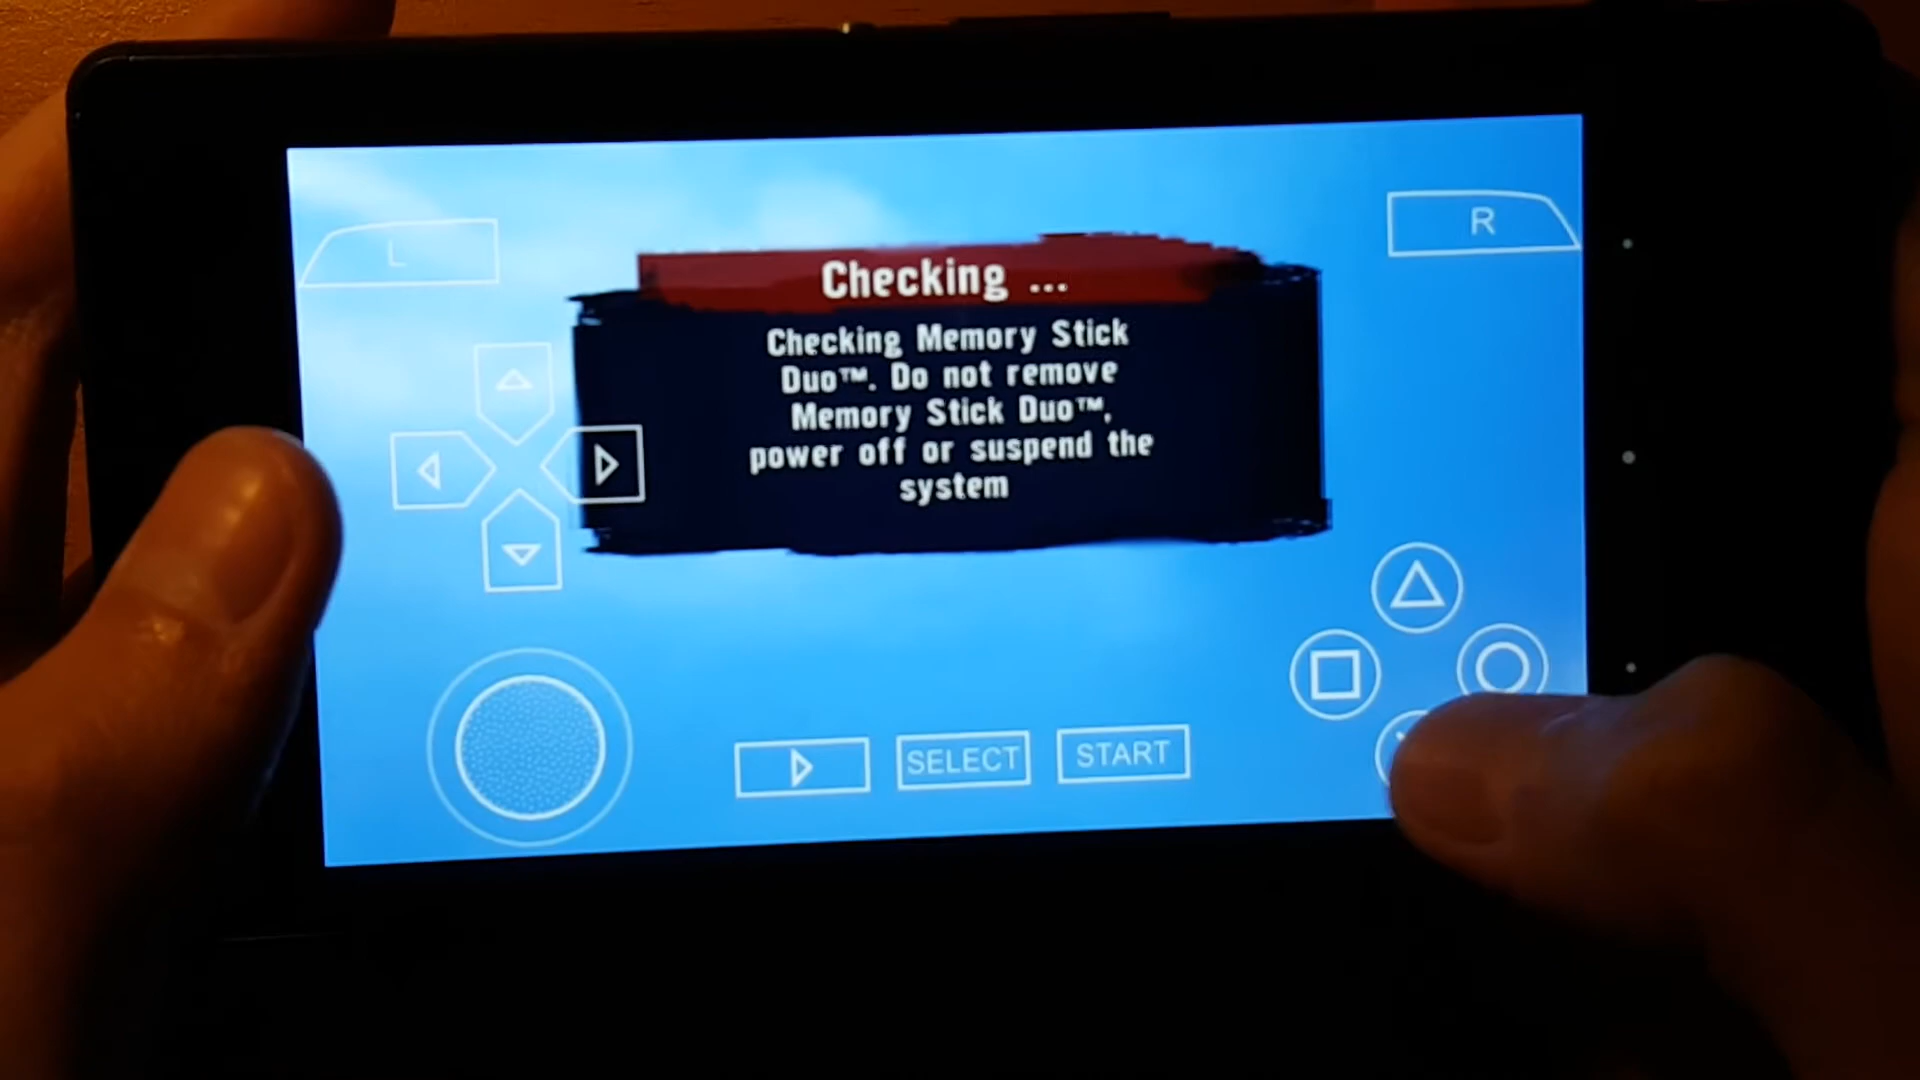 L
R
Checking ...
Checking Memory Stick
Duo™. Do not remove
Memory Stick Duo™,
power off or suspend the
system
SELECT
START